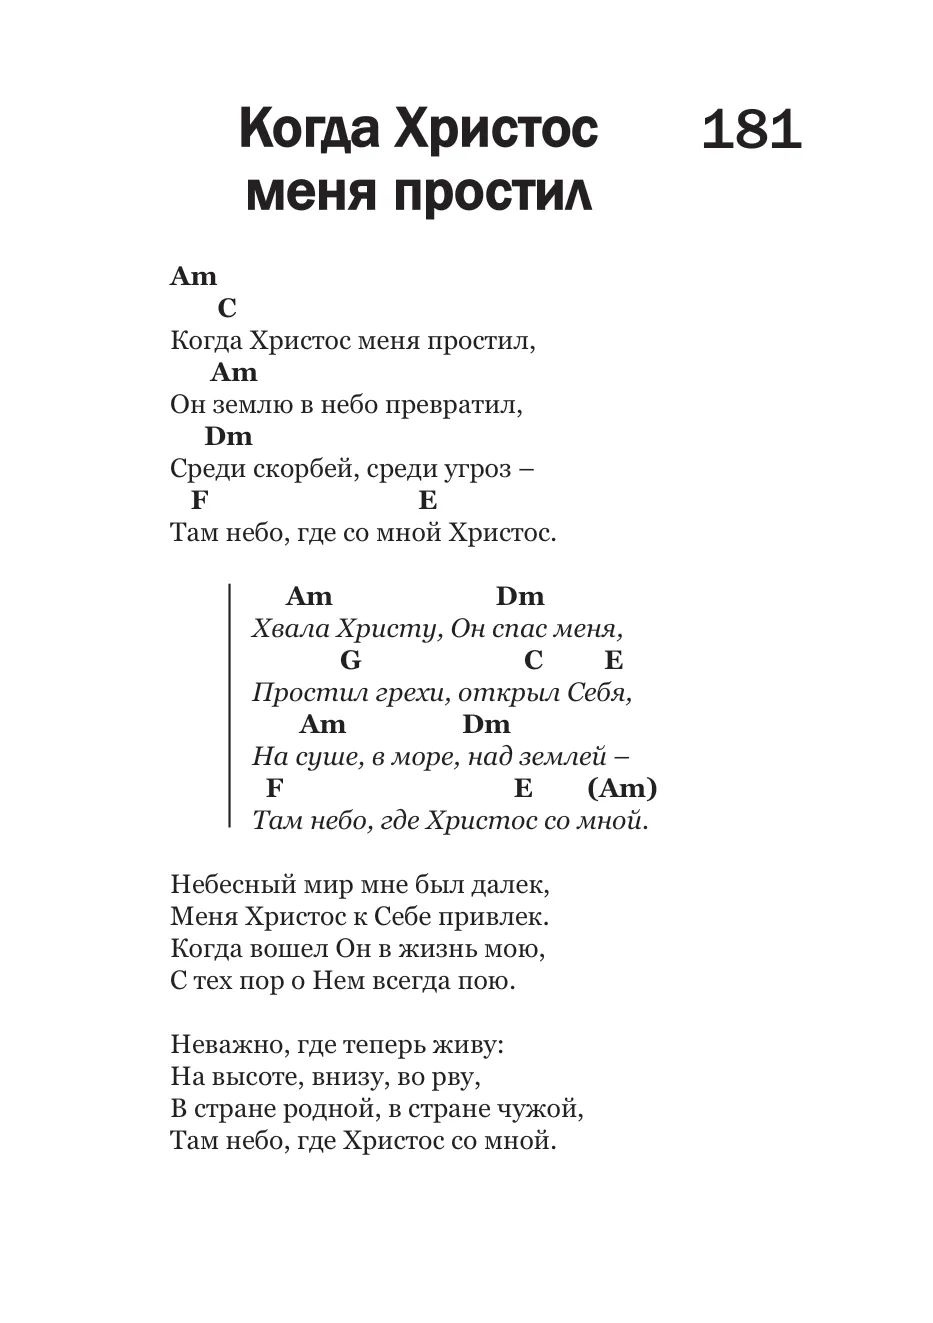 Когда Христос 181
меня простил
Am
C
Когда Христос меня простил,
Am
Он землю в небо превратил,
Dm
Среди скорбей, среди угроз –
F E
Там небо, где со мной Христос.
Am Dm
Хвала Христу, Он спас меня,
G C E
Простил грехи, открыл Себя,
Am Dm
На суше, в море, над землей –
F E (Am)
Там небо, где Христос со мной.
Небесный мир мне был далек,
Меня Христос к Себе привлек.
Когда вошел Он в жизнь мою,
С тех пор о Нем всегда пою.
Неважно, где теперь живу:
На высоте, внизу, во рву,
В стране родной, в стране чужой,
Там небо, где Христос со мной.